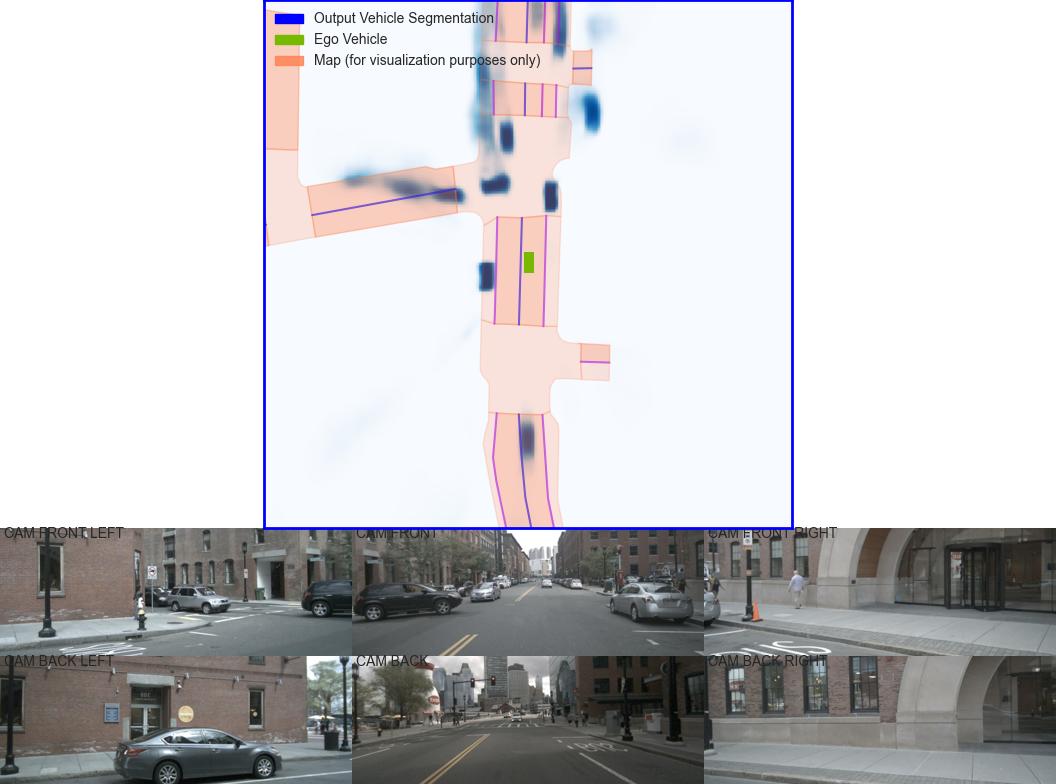 Output Vehicle Segmentation
Ego Vehicle
Map (for visualization purposes only)
CAM FRONT LEFT
CAM FRONT
CAM FRONT RIGHT
CAM BACK LEFT
CAM BACK
CAM BACK RIGHT